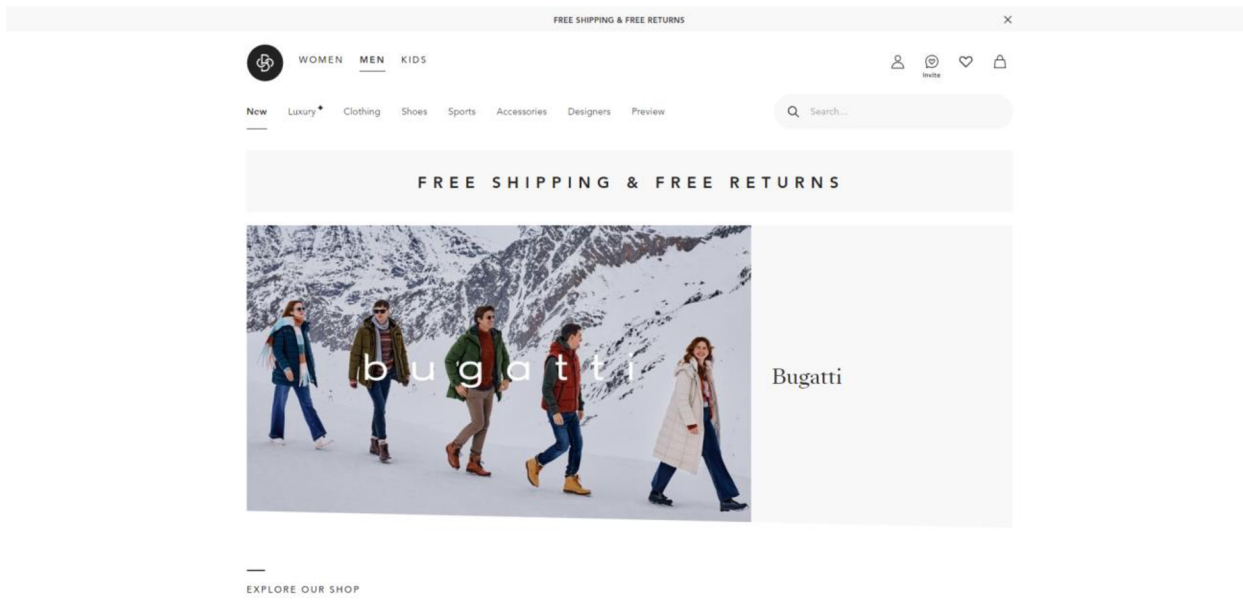 FREE SHIPPING & FREE RETURNS
WOMEN MEN KIDS
Invite
New Luxury Clothing Shoes Sports Accessories Designers Preview Search...
FREE SHIPPING & FREE RETURNS
bugatti
Bugatti
EXPLORE OUR SHOP